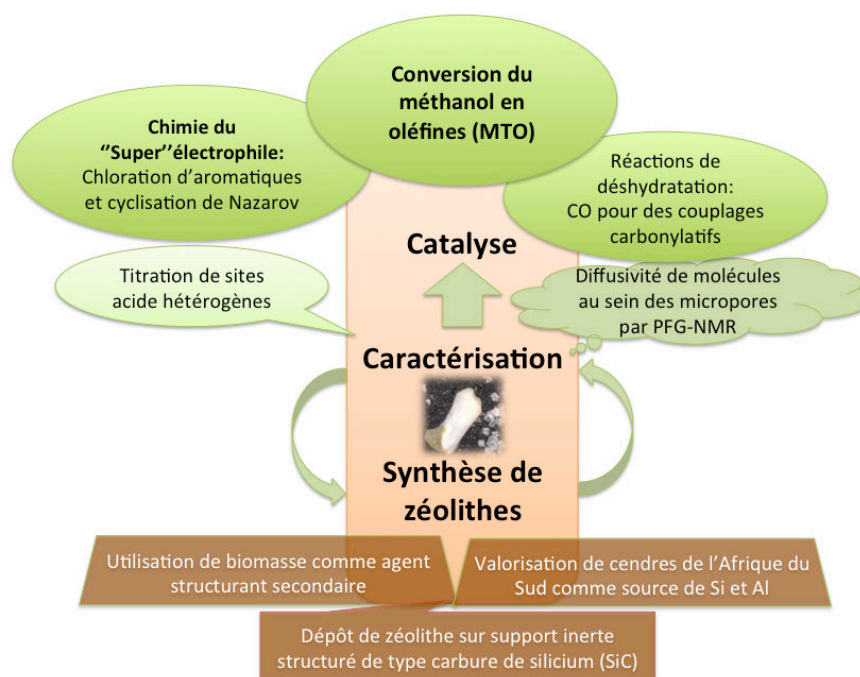 Conversion du
méthanol en
oléfines (MTO)
Chimie du
‘‘Super’’électrophile:
Chloration d’aromatiques
et cyclisation de Nazarov
Réactions de
déshydratation:
CO pour des couplages
carbonylatifs
Catalyse
Titration de sites
acide hétérogènes
Diffusivité de molécules
au sein des micropores
par PFG-NMR
Caractérisation
Synthèse de
zéolithes
Utilisation de biomasse comme agent
structurant secondaire
Valorisation de cendres de l’Afrique du
Sud comme source de Si et Al
Dépôt de zéolithe sur support inerte
structuré de type carbure de silicium (SiC)